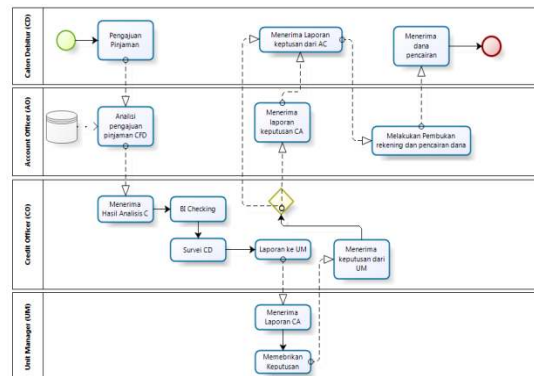 Calon Debitur (CD)
Pengajuan
Pinjaman
Menerima Laporan
keptusan dari AC
Menerima
dana
pencairan
Account Officer (AO)
Analisi
pengajuan
pinjaman CFD
Menerima
laporan
keputusan CA
Melakukan Pembukan
rekening dan pencairan dana
Credit Officer (CO)
Menerima
Hasil Analisis C
BI Checking
Survei CD
Laporan ke UM
Menerima
keputusan dari
UM
Unit Manager (UM)
Menerima
Laporan CA
Memebrikan
Keputusan